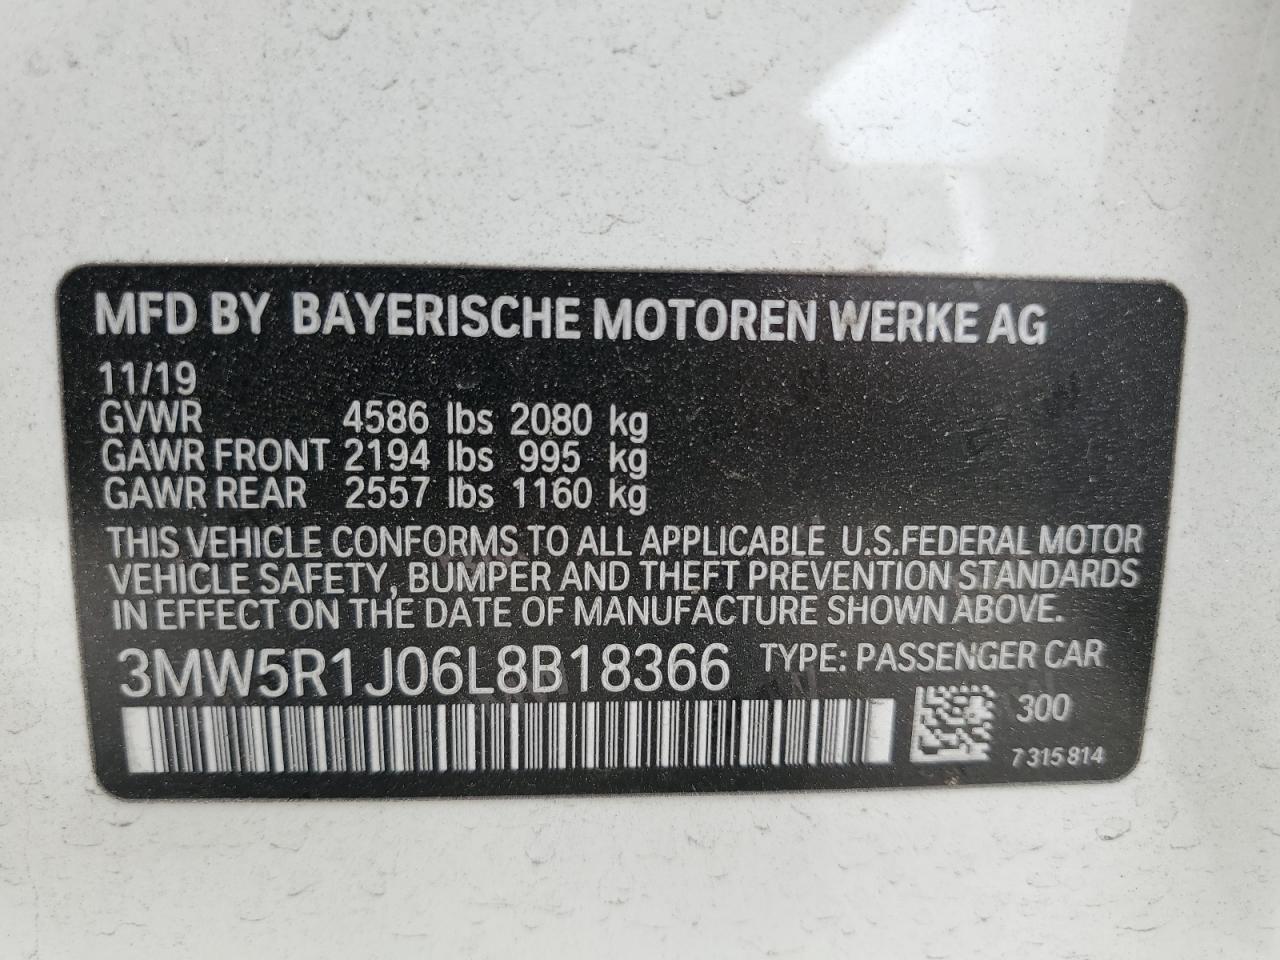 MFD BY BAYERISCHE MOTOREN WERKE AG
11/19
GVWR 4586 lbs 2080 kg
GAWR FRONT 2194 lbs 995 kg
GAWR REAR 2557 lbs 1160 kg
THIS VEHICLE CONFORMS TO ALL APPLICABLE U.S.FEDERAL MOTOR
VEHICLE SAFETY, BUMPER AND THEFT PREVENTION STANDARDS
IN EFFECT ON THE DATE OF MANUFACTURE SHOWN ABOVE.
3MW5R1J06L8B18366 TYPE: PASSENGER CAR
300
7 315 814